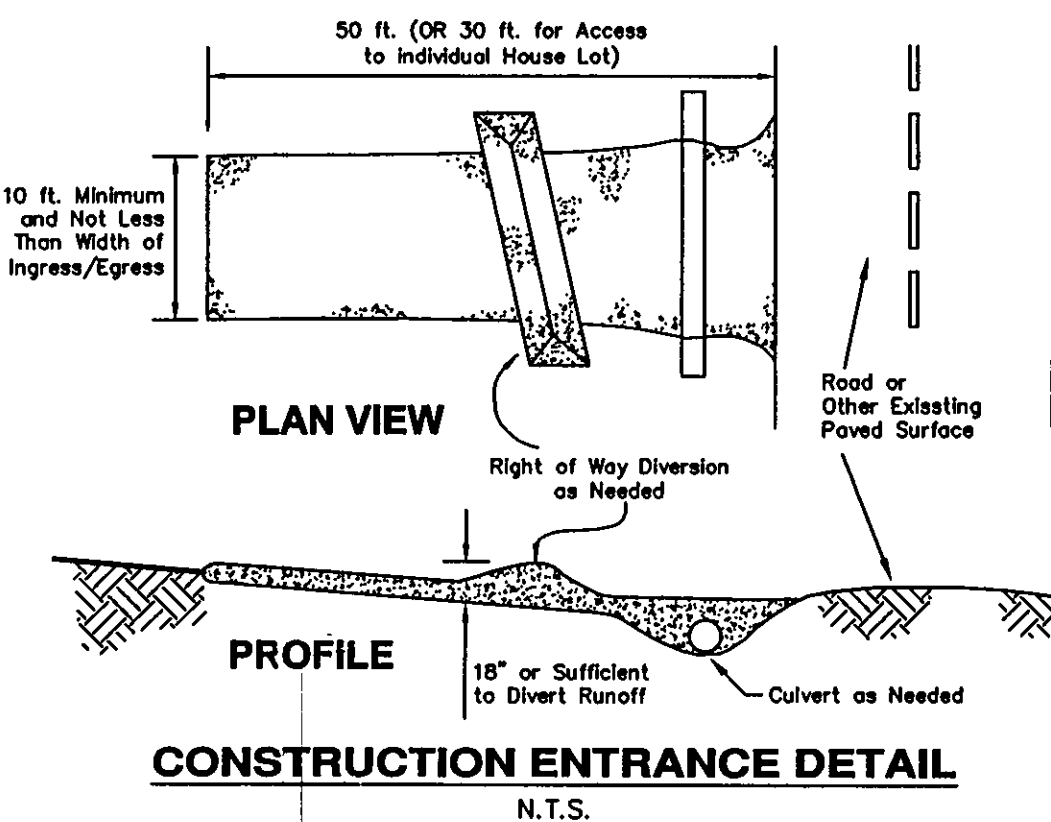 50 ft. (OR 30 ft. for Access
to individual House Lot)
10 ft. Minimum
and Not Less
Than Width of
Ingress/Egress
Road or
Other Exissting
Paved Surface
PLAN VIEW
Right of Way Diversion
as Needed
PROFILE
18" or Sufficient
to Divert Runoff
Culvert as Needed
CONSTRUCTION ENTRANCE DETAIL
N.T.S.